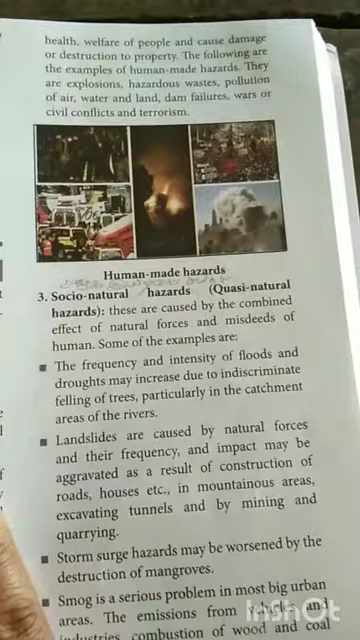 health, welfare of people and cause damage
or destruction to property. The following are
the examples of human-made hazards. They
are explosions, hazardous wastes, pollution
of air, water and land, dam failures, wars or
civil conflicts and terrorism.
Human-made hazards
3. Socio-natural hazards (Quasi-natural
hazards): these are caused by the combined
effect of natural forces and misdeeds of
human. Some of the examples are:
■ The frequency and intensity of floods and
droughts may increase due to indiscriminate
felling of trees, particularly in the catchment
areas of the rivers.
■ Landslides are caused by natural forces
and their frequency, and impact may be
aggravated as a result of construction of
roads, houses etc., in mountainous areas,
excavating tunnels and by mining and
quarrying.
■ Storm surge hazards may be worsened by the
destruction of mangroves.
■ Smog is a serious problem in most big urban
areas. The emissions from vehicles and
industries, combustion of wood and coal
InShot